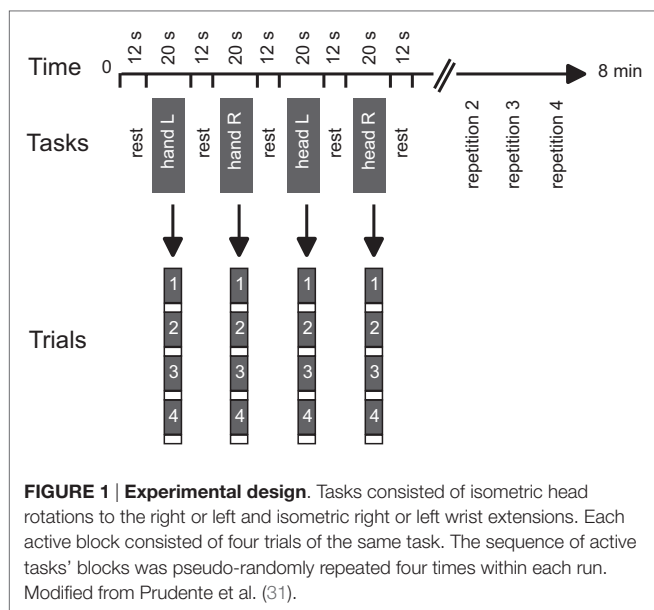 12 s 20 s 12 s 20 s 12 s 20 s 12 s 20 s 12 s
Time 0 8 min
Tasks rest hand L rest hand R rest head L rest head R rest repetition 2 repetition 3 repetition 4
Trials
1 1 1 1
2 2 2 2
3 3 3 3
4 4 4 4
FIGURE 1 | Experimental design. Tasks consisted of isometric head
rotations to the right or left and isometric right or left wrist extensions. Each
active block consisted of four trials of the same task. The sequence of active
tasks' blocks was pseudo-randomly repeated four times within each run.
Modified from Prudente et al. (31).